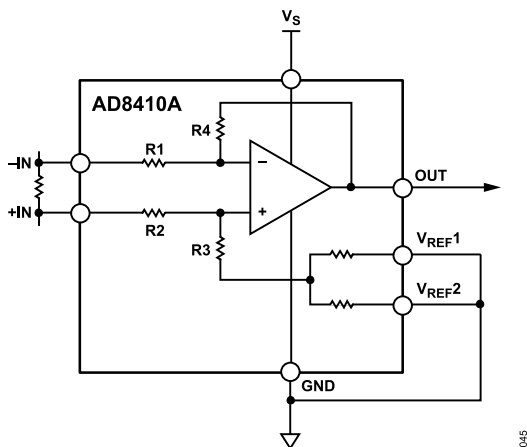 VS
AD8410A
R4
R1
–IN
+IN
–
+
R2
R3
OUT
VREF1
VREF2
GND
045